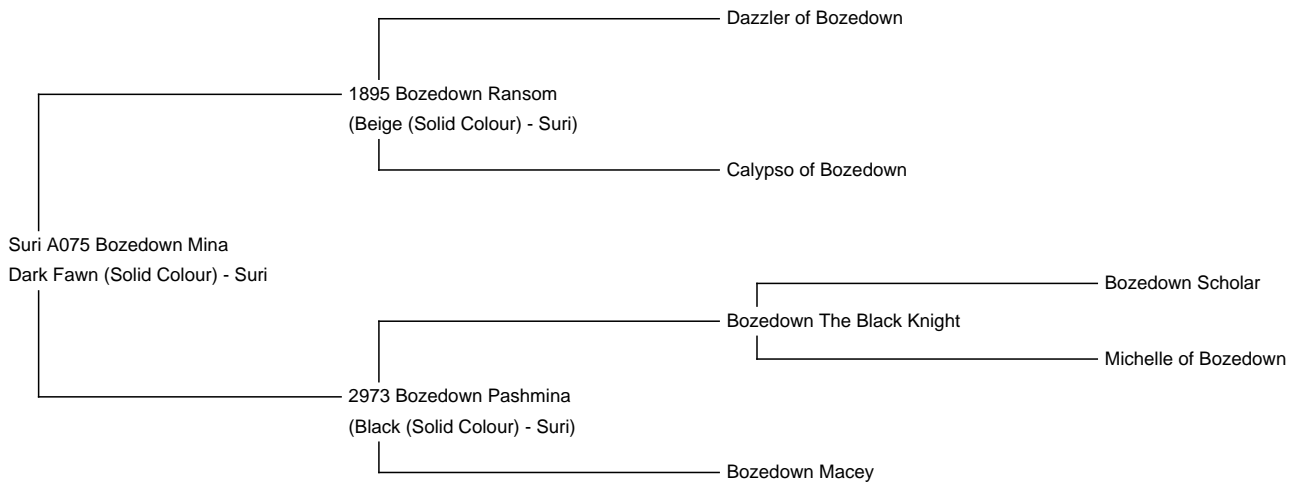 Dazzler of Bozedown
1895 Bozedown Ransom
(Beige (Solid Colour) - Suri)
Calypso of Bozedown
Suri A075 Bozedown Mina
Dark Fawn (Solid Colour) - Suri
Bozedown Scholar
Bozedown The Black Knight
Michelle of Bozedown
2973 Bozedown Pashmina
(Black (Solid Colour) - Suri)
Bozedown Macey